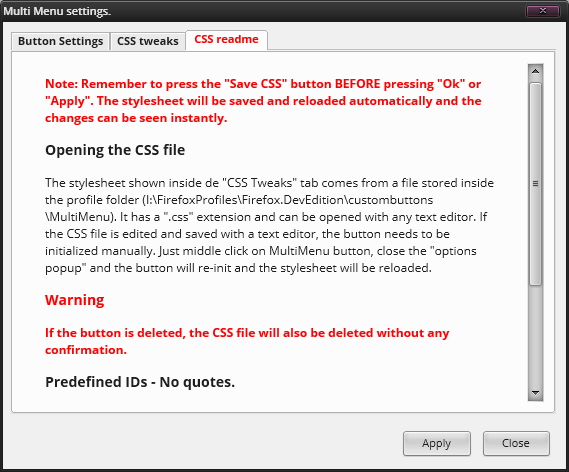 Multi Menu settings.
Button Settings
CSS tweaks
CSS readme
Note: Remember to press the "Save CSS" button BEFORE pressing "Ok" or
"Apply". The stylesheet will be saved and reloaded automatically and the
changes can be seen instantly.
Opening the CSS file
The stylesheet shown inside de "CSS Tweaks" tab comes from a file stored inside
the profile folder (I:\FirefoxProfiles\Firefox.DevEdition\custombuttons
\MultiMenu). It has a ".css" extension and can be opened with any text editor. If
the CSS file is edited and saved with a text editor, the button needs to be
initialized manually. Just middle click on MultiMenu button, close the "options
popup" and the button will re-init and the stylesheet will be reloaded.
Warning
If the button is deleted, the CSS file will also be deleted without any
confirmation.
Predefined IDs - No quotes.
Apply
Close